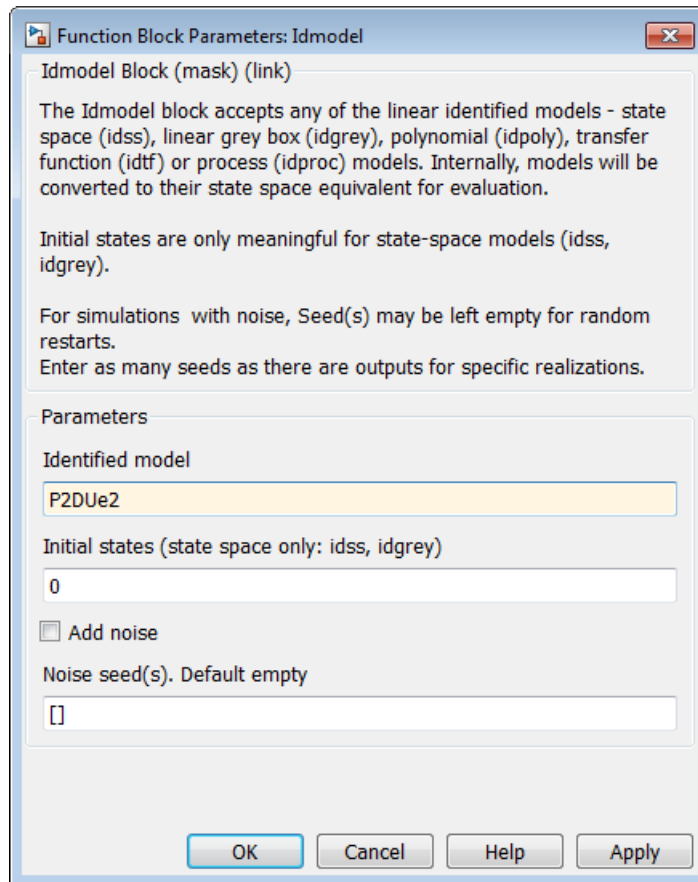 Function Block Parameters: Idmodel
Idmodel Block (mask) (link)
The Idmodel block accepts any of the linear identified models - state
space (idss), linear grey box (idgrey), polynomial (idpoly), transfer
function (idtf) or process (idproc) models. Internally, models will be
converted to their state space equivalent for evaluation.
Initial states are only meaningful for state-space models (idss,
idgrey).
For simulations  with noise, Seed(s) may be left empty for random
restarts.
Enter as many seeds as there are outputs for specific realizations.
Parameters
Identified model
P2DUe2
Initial states (state space only: idss, idgrey)
0
Add noise
Noise seed(s). Default empty
[]
OK Cancel Help Apply